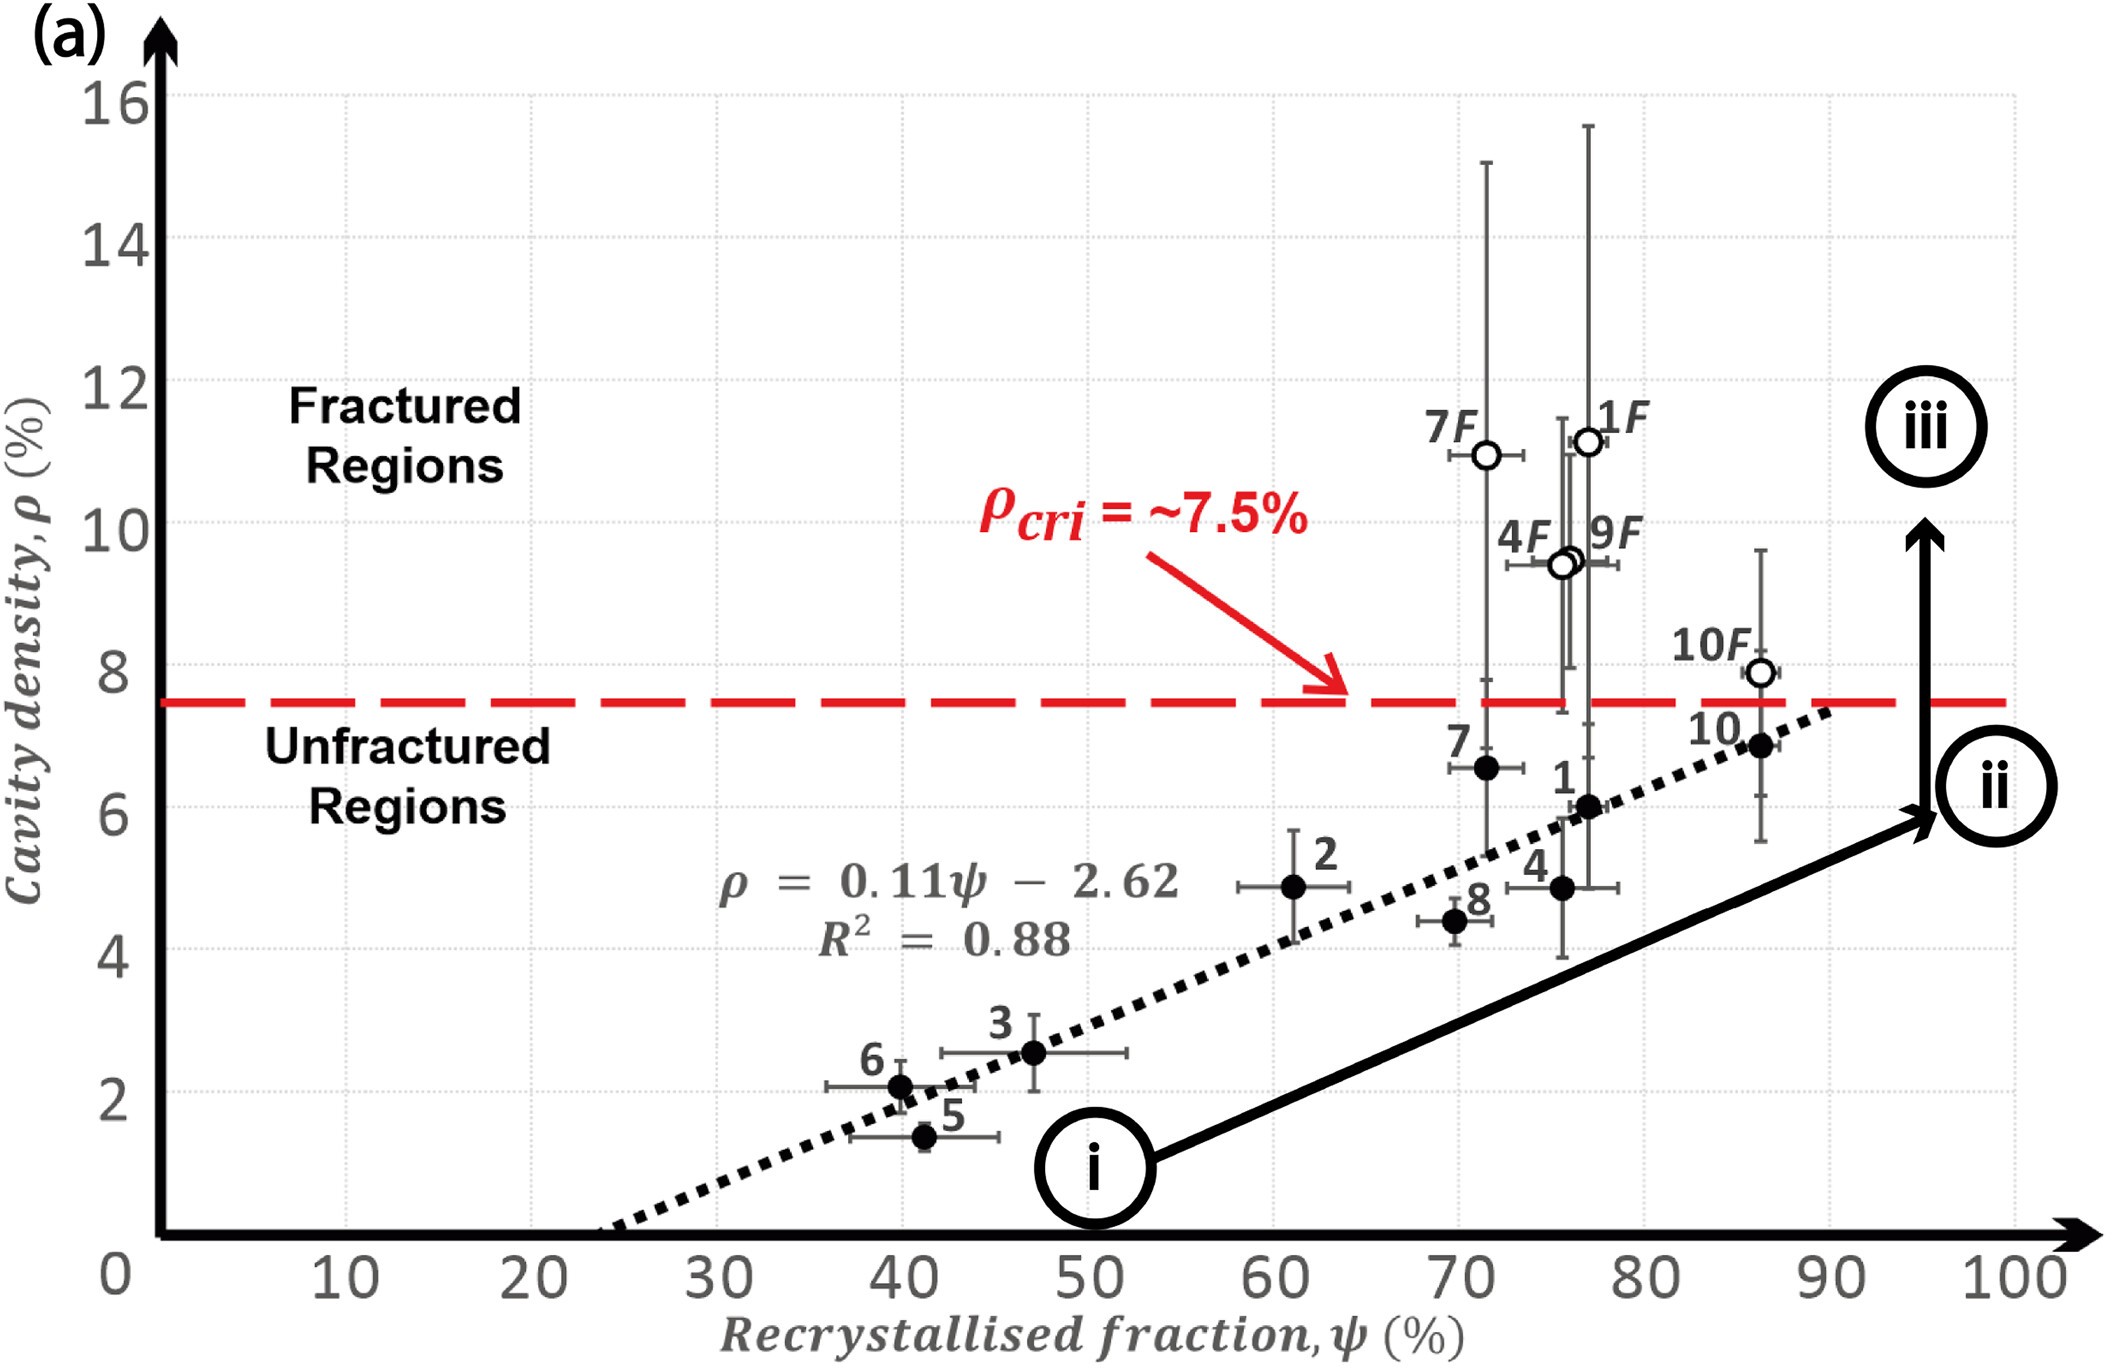 (a)
16
14
12
10
8
6
4
2
0
10
20
30
40
50
60
70
80
90
100
Cavity density, ρ (%)
Recrystallised fraction, ψ (%)
Fractured
Regions
Unfractured
Regions
ρcri = ~7.5%
ρ = 0.11ψ − 2.62
R² = 0.88
7F
1F
4F
9F
10F
10
7
1
2
4
8
3
6
5
i
ii
iii